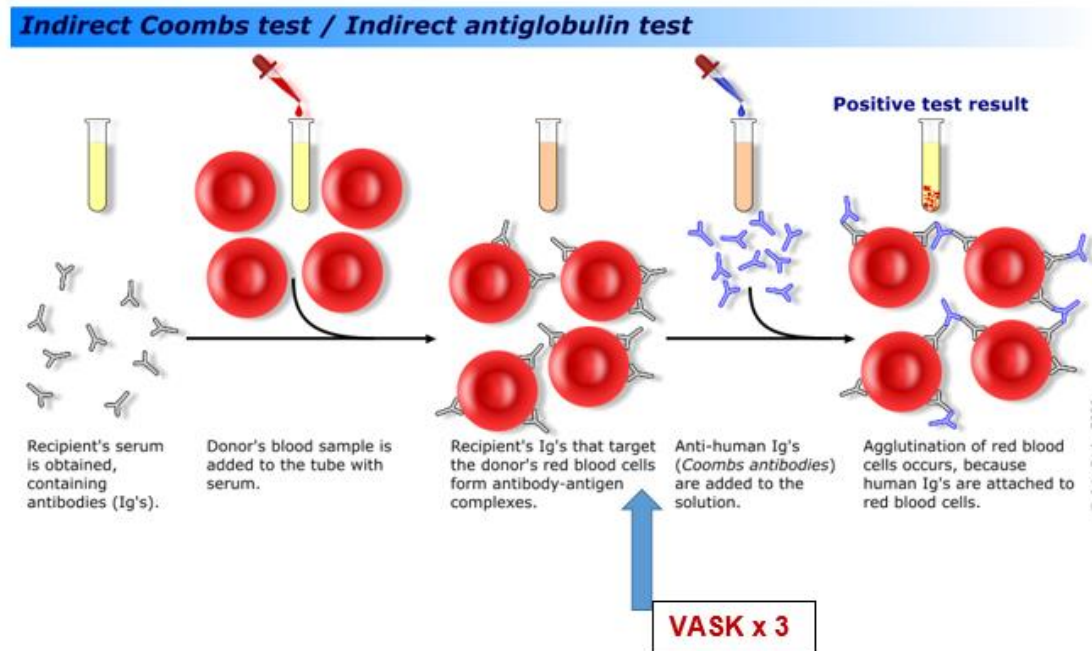 Indirect Coombs test / Indirect antiglobulin test
Positive test result
Recipient's serum
is obtained,
containing
antibodies (Ig's).
Donor's blood sample is
added to the tube with
serum.
Recipient's Ig's that target
the donor's red blood cells
form antibody-antigen
complexes.
Anti-human Ig's
(Coombs antibodies)
are added to the
solution.
Agglutination of red blood
cells occurs, because
human Ig's are attached to
red blood cells.
VASK x 3